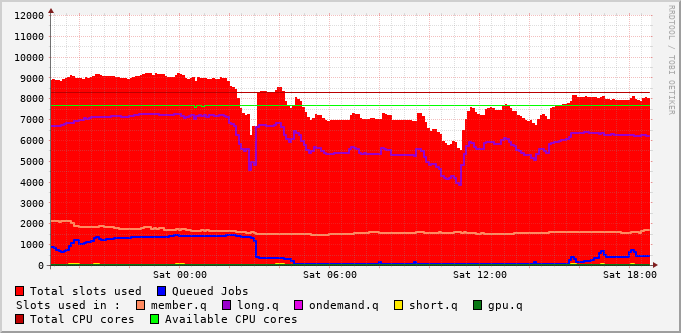 12000
11000
10000
9000
8000
7000
6000
5000
4000
3000
2000
1000
0
Sat 00:00 Sat 06:00 Sat 12:00 Sat 18:00
RRDTOOL / TOBI OETIKER
Total slots used Queued Jobs
Slots used in : member.q long.q ondemand.q short.q gpu.q
Total CPU cores Available CPU cores